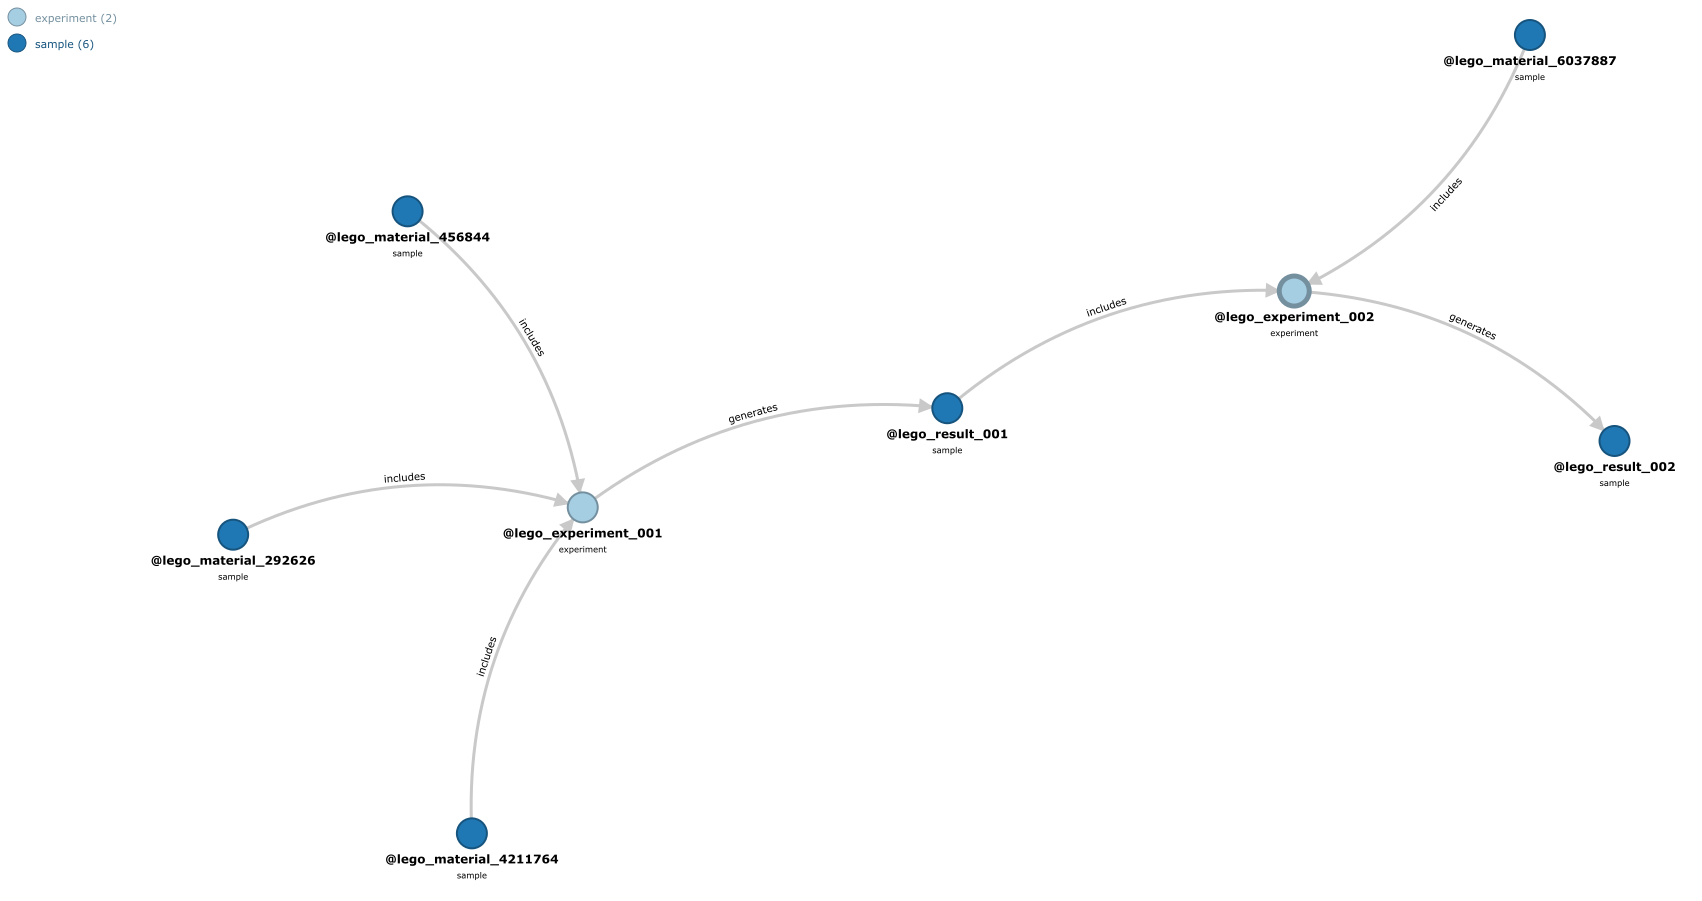 experiment (2)
sample (6)
@lego_material_6037887
sample
includes
@lego_material_456844
sample
includes
@lego_experiment_002
experiment
includes
generates
@lego_result_001
sample
generates
@lego_result_002
sample
includes
@lego_experiment_001
experiment
@lego_material_292626
sample
includes
@lego_material_4211764
sample